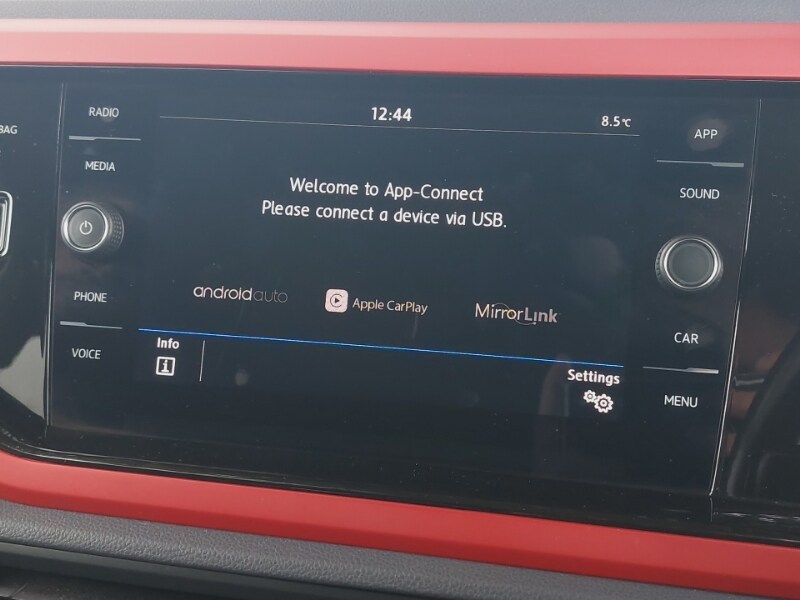 BAG
RADIO
MEDIA
PHONE
VOICE
12:44
8.5°C
Welcome to App-Connect
Please connect a device via USB.
androidauto
Apple CarPlay
MirrorLink
Info
i
Settings
APP
SOUND
CAR
MENU